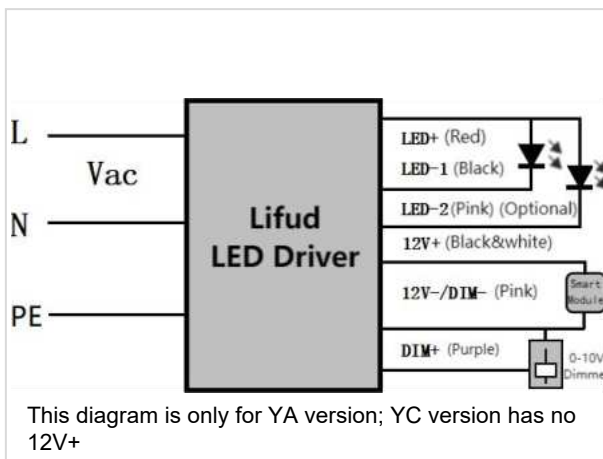 L
Vac
N
PE
Lifud
LED Driver
LED+ (Red)
LED-1 (Black)
LED-2(Pink) (Optional)
12V+ (Black&white)
12V-/DIM- (Pink)
DIM+ (Purple)
Smart
Module
0-10V
Dimme
This diagram is only for YA version; YC version has no
12V+